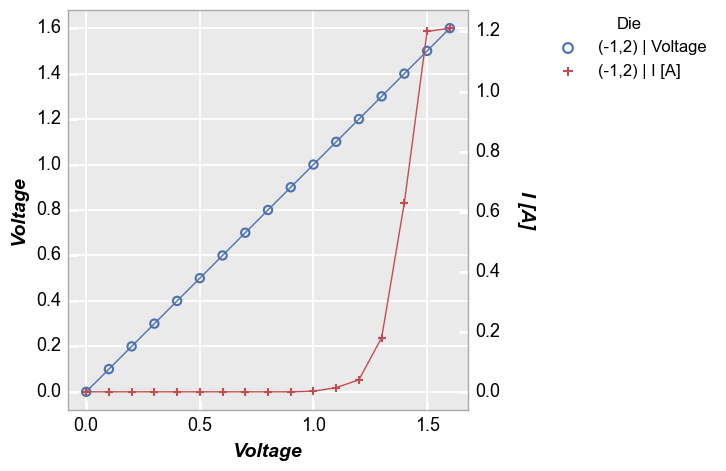 Die
(-1,2) | Voltage
(-1,2) | I [A]
1.6
1.4
1.2
1.0
0.8
0.6
0.4
0.2
0.0
Voltage
1.2
1.0
0.8
0.6
0.4
0.2
0.0
I [A]
0.0 0.5 1.0 1.5
Voltage